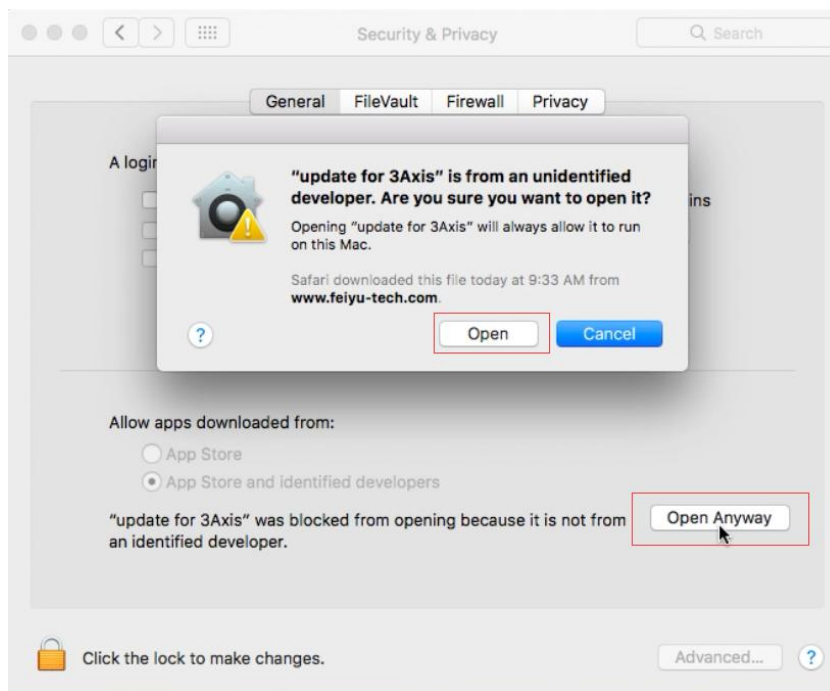 Security & Privacy
Search
General FileVault Firewall Privacy
A login
"update for 3Axis" is from an unidentified
developer. Are you sure you want to open it?
ins
Opening "update for 3Axis" will always allow it to run
on this Mac.
Safari downloaded this file today at 9:33 AM from
www.feiyu-tech.com.
?
Open
Cancel
Allow apps downloaded from:
App Store
App Store and identified developers
"update for 3Axis" was blocked from opening because it is not from
an identified developer.
Open Anyway
Click the lock to make changes.
Advanced...
?